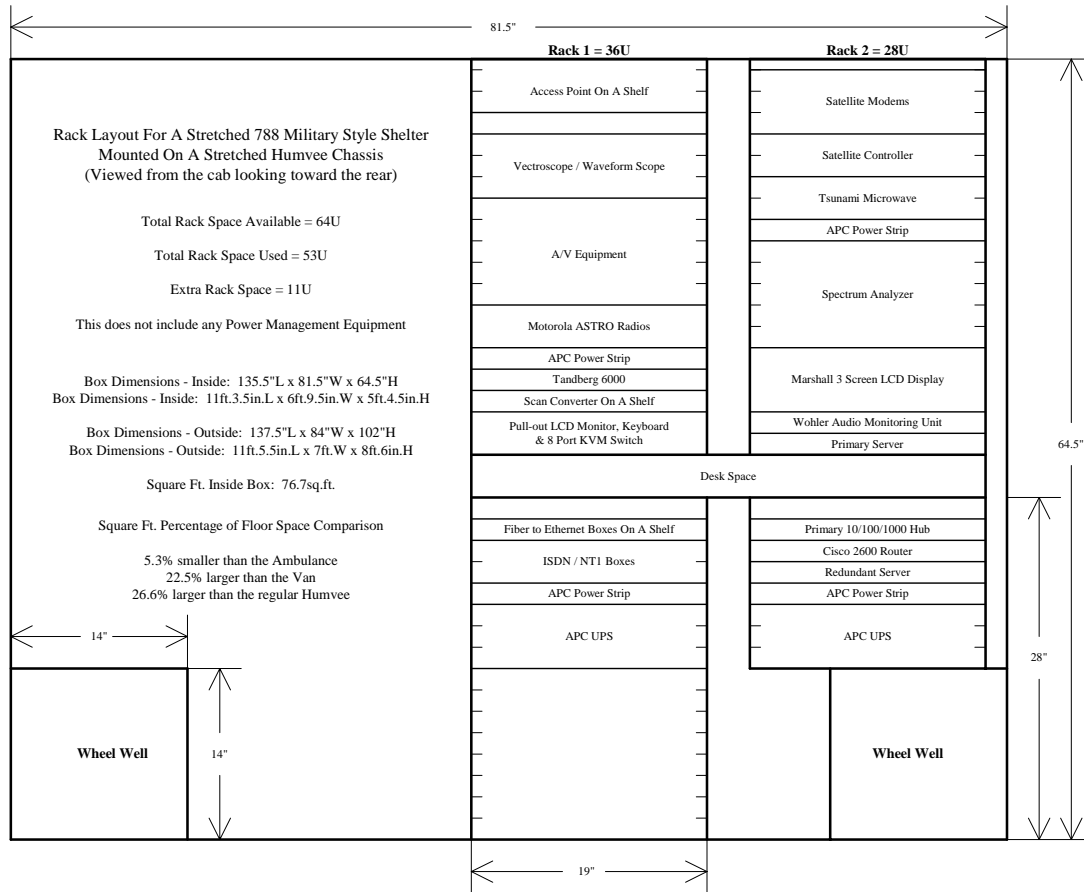 81.5"
Rack 1 = 36U
Rack 2 = 28U
Rack Layout For A Stretched 788 Military Style Shelter
Mounted On A Stretched Humvee Chassis
(Viewed from the cab looking toward the rear)
Total Rack Space Available = 64U
Total Rack Space Used = 53U
Extra Rack Space = 11U
This does not include any Power Management Equipment
Box Dimensions - Inside:  135.5"L x 81.5"W x 64.5"H
Box Dimensions - Inside:  11ft.3.5in.L x 6ft.9.5in.W x 5ft.4.5in.H
Box Dimensions - Outside:  137.5"L x 84"W x 102"H
Box Dimensions - Outside:  11ft.5.5in.L x 7ft.W x 8ft.6in.H
Square Ft. Inside Box:  76.7sq.ft.
Square Ft. Percentage of Floor Space Comparison
5.3% smaller than the Ambulance
22.5% larger than the Van
26.6% larger than the regular Humvee
14"
Wheel Well
14"
Access Point On A Shelf
Vectroscope / Waveform Scope
A/V Equipment
Motorola ASTRO Radios
APC Power Strip
Tandberg 6000
Scan Converter On A Shelf
Pull-out LCD Monitor, Keyboard
& 8 Port KVM Switch
Desk Space
Fiber to Ethernet Boxes On A Shelf
ISDN / NT1 Boxes
APC Power Strip
APC UPS
19"
Satellite Modems
Satellite Controller
Tsunami Microwave
APC Power Strip
Spectrum Analyzer
Marshall 3 Screen LCD Display
Wohler Audio Monitoring Unit
Primary Server
Primary 10/100/1000 Hub
Cisco 2600 Router
Redundant Server
APC Power Strip
APC UPS
Wheel Well
64.5"
28"